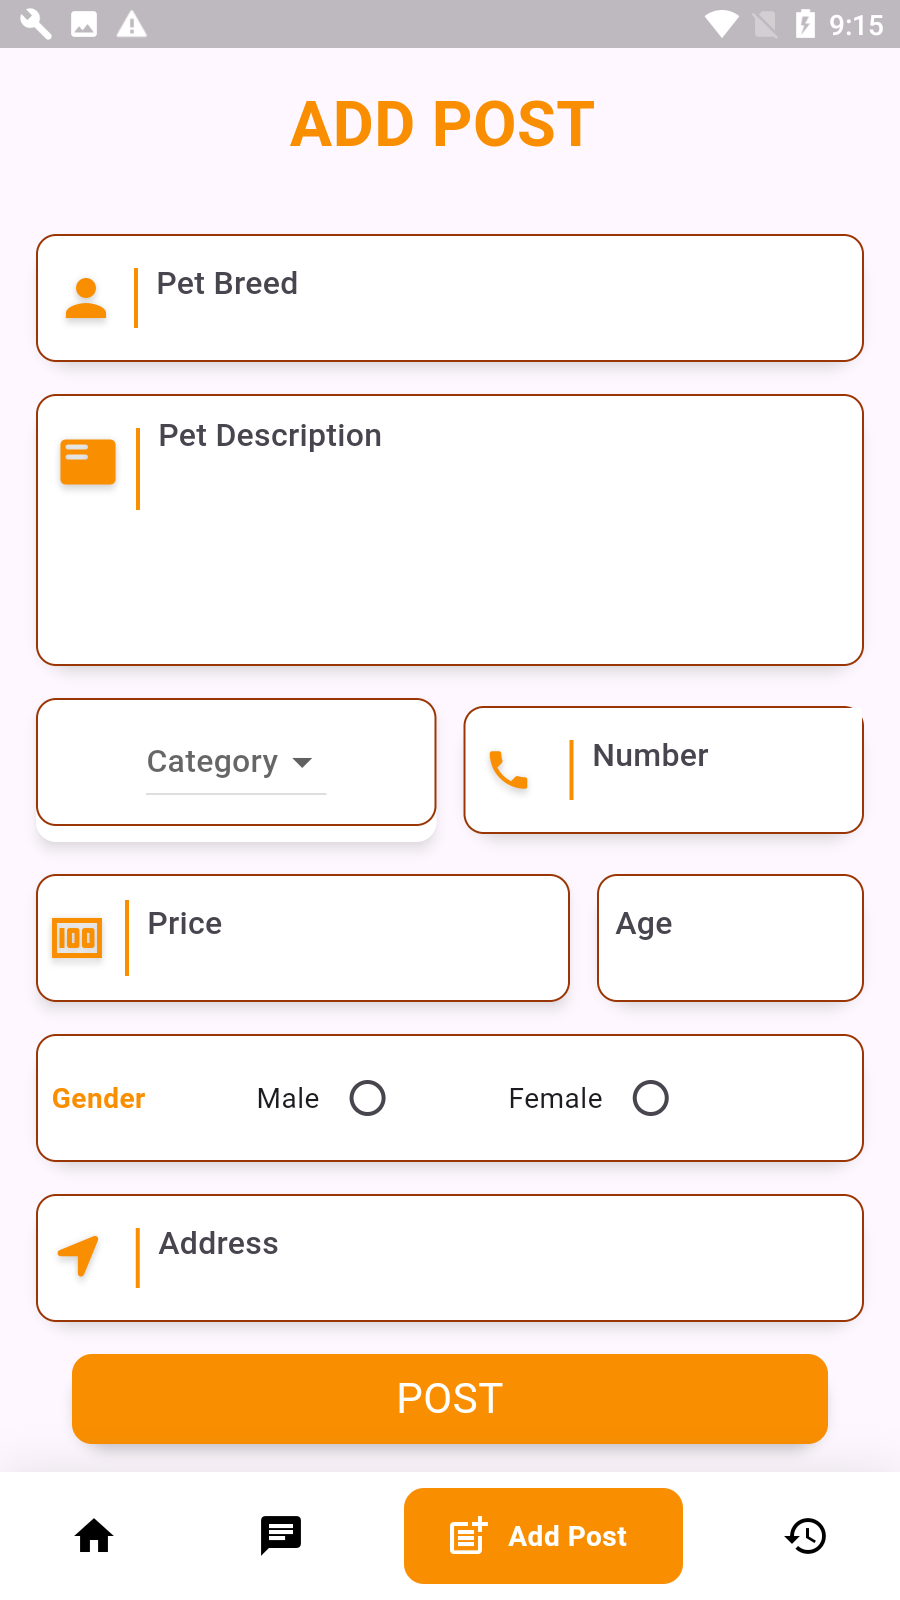 9:15
ADD POST
Pet Breed
Pet Description
Category
Number
100
Price
Age
Gender
Male
Female
Address
POST
Add Post